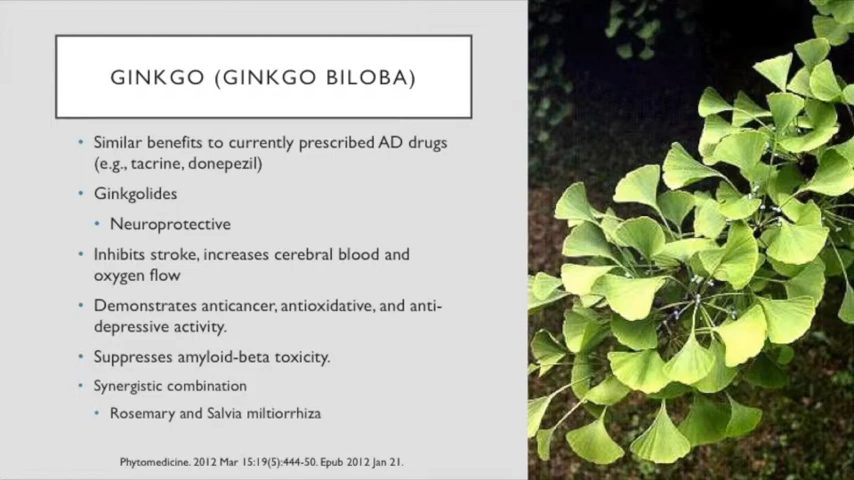 GINKGO (GINKGO BILOBA)
• Similar benefits to currently prescribed AD drugs
(e.g., tacrine, donepezil)
• Ginkgolides
• Neuroprotective
• Inhibits stroke, increases cerebral blood and
oxygen flow
• Demonstrates anticancer, antioxidative, and anti-
depressive activity.
• Suppresses amyloid-beta toxicity.
• Synergistic combination
• Rosemary and Salvia miltiorrhiza
Phytomedicine. 2012 Mar 15:19(5):444-50. Epub 2012 Jan 21.